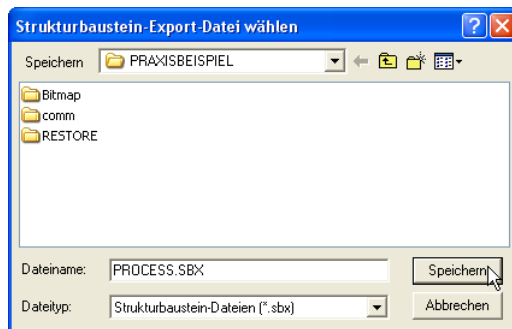 Strukturbaustein-Export-Datei wählen
Speichern PRAXISBEISPIEL
Bitmap
comm
RESTORE
Dateiname: PROCESS.SBX Speichern
Dateityp: Strukturbaustein-Dateien (*.sbx) Abbrechen